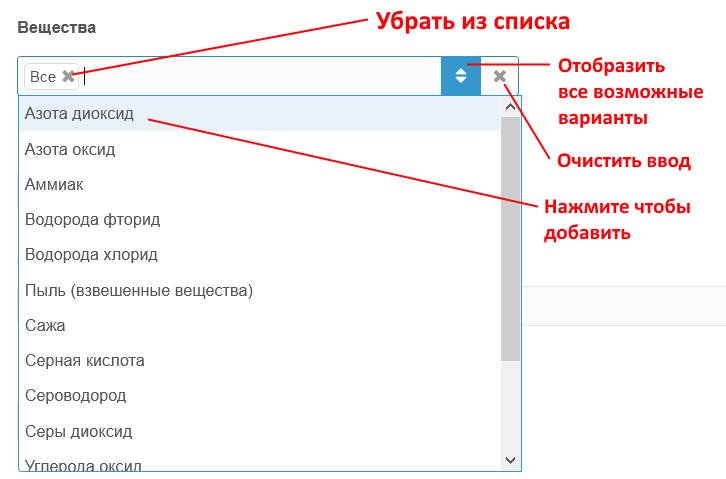 Вещества
Убрать из списка
Все
Отобразить
все возможные
варианты
Азота диоксид
Азота оксид
Очистить ввод
Аммиак
Нажмите чтобы
добавить
Водорода фторид
Водорода хлорид
Пыль (взвешенные вещества)
Сажа
Серная кислота
Сероводород
Серы диоксид
Углерода оксид